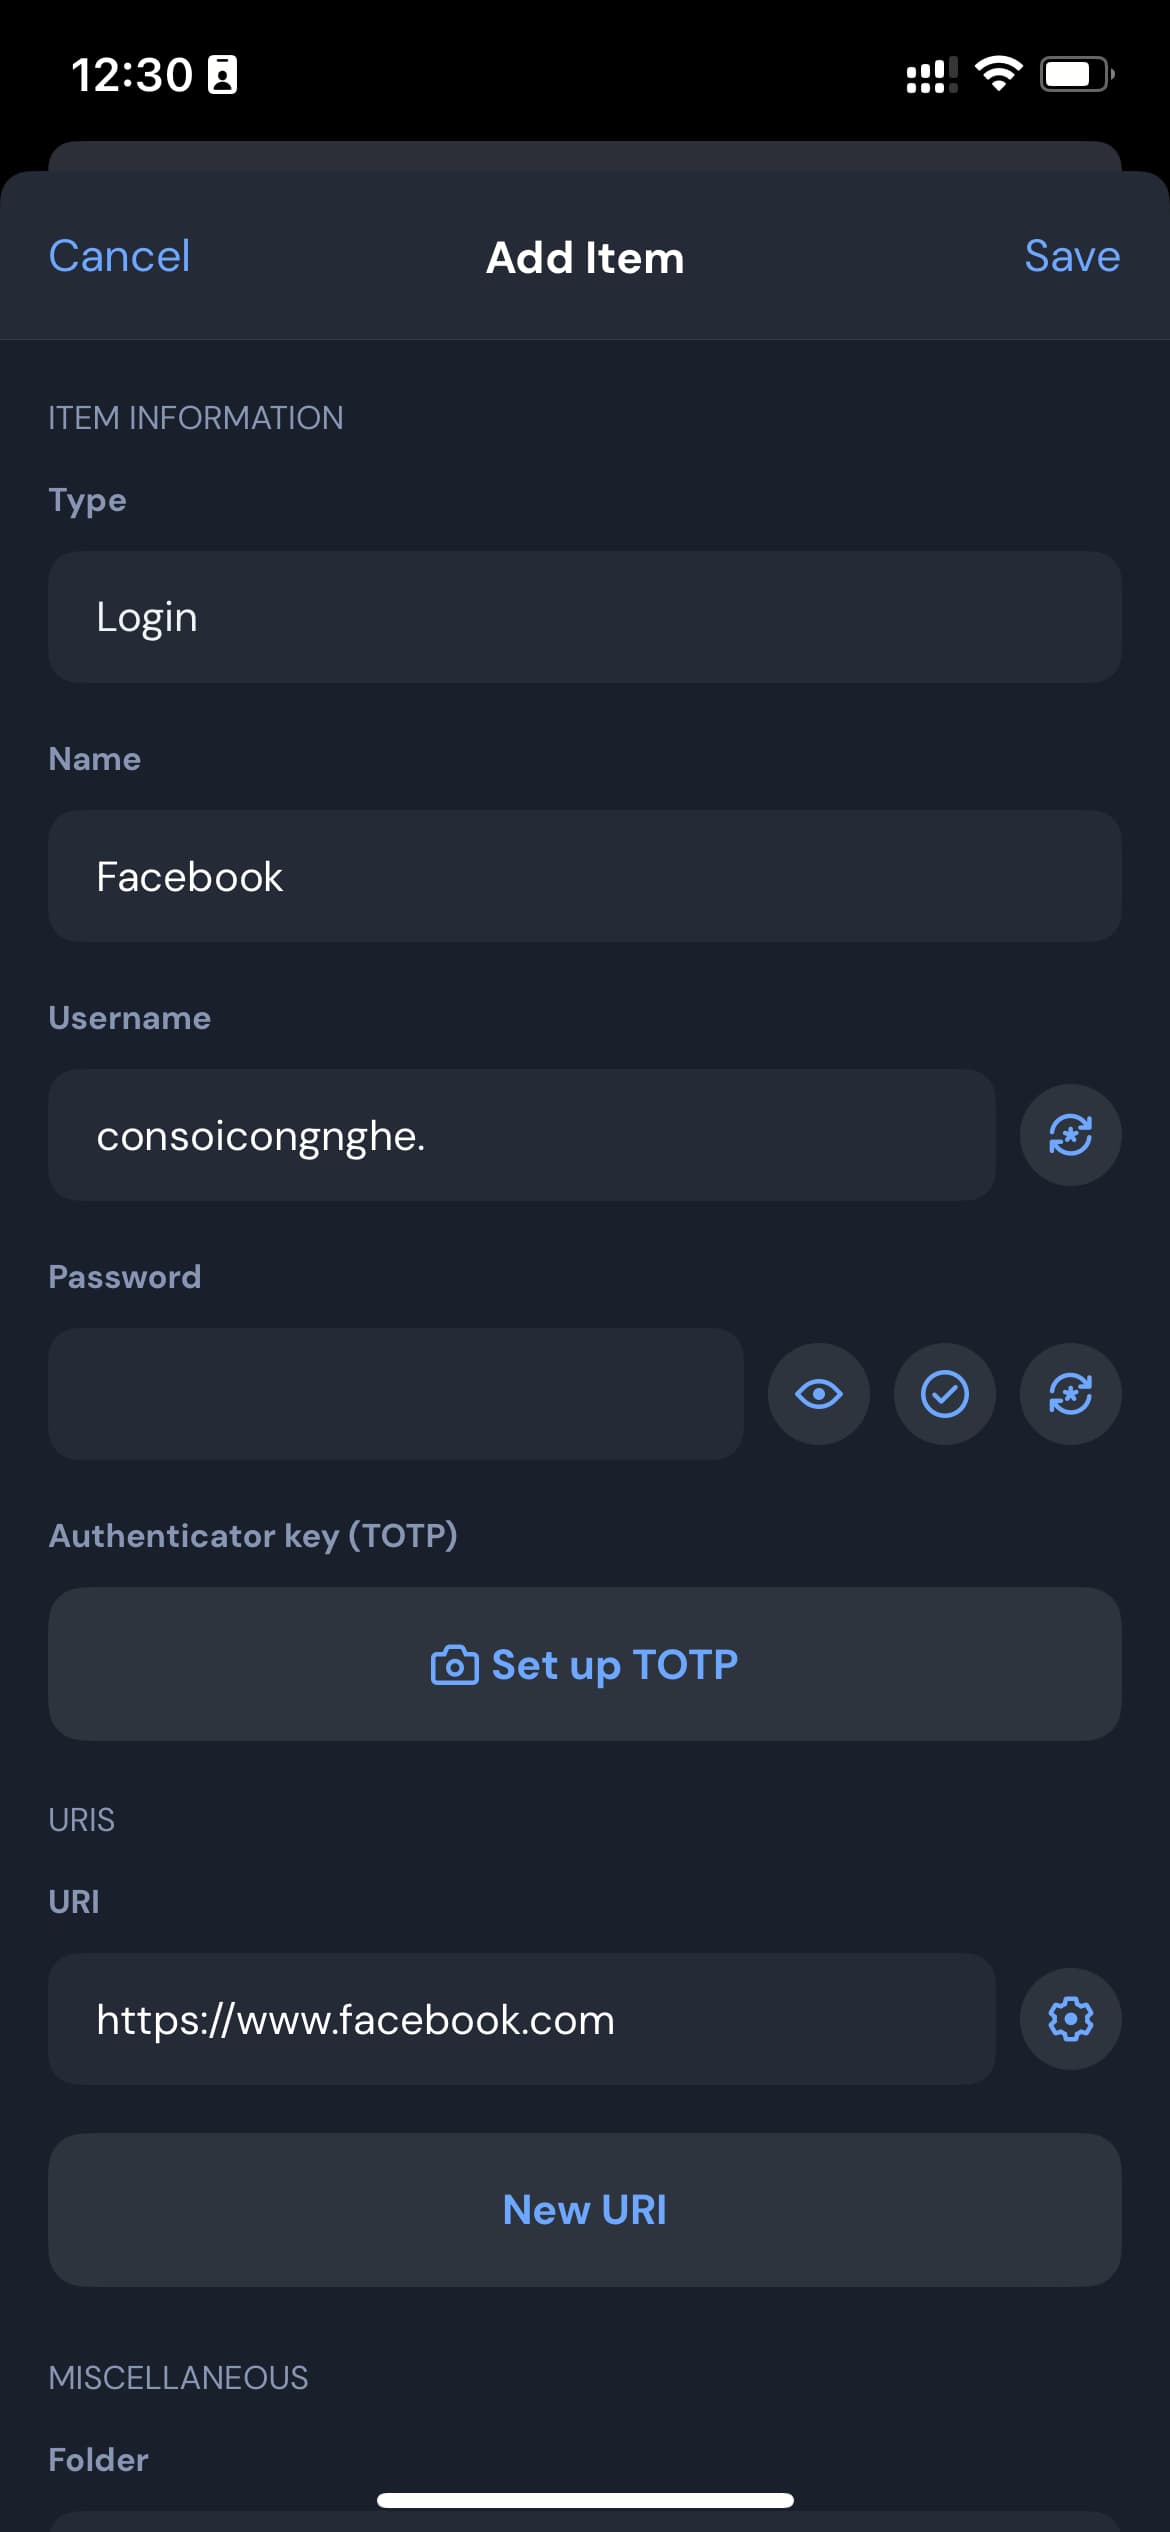 12:30
Cancel
Add Item
Save
ITEM INFORMATION
Type
Login
Name
Facebook
Username
consoicongnghe.
Password
Authenticator key (TOTP)
Set up TOTP
URIS
URI
https://www.facebook.com
New URI
MISCELLANEOUS
Folder